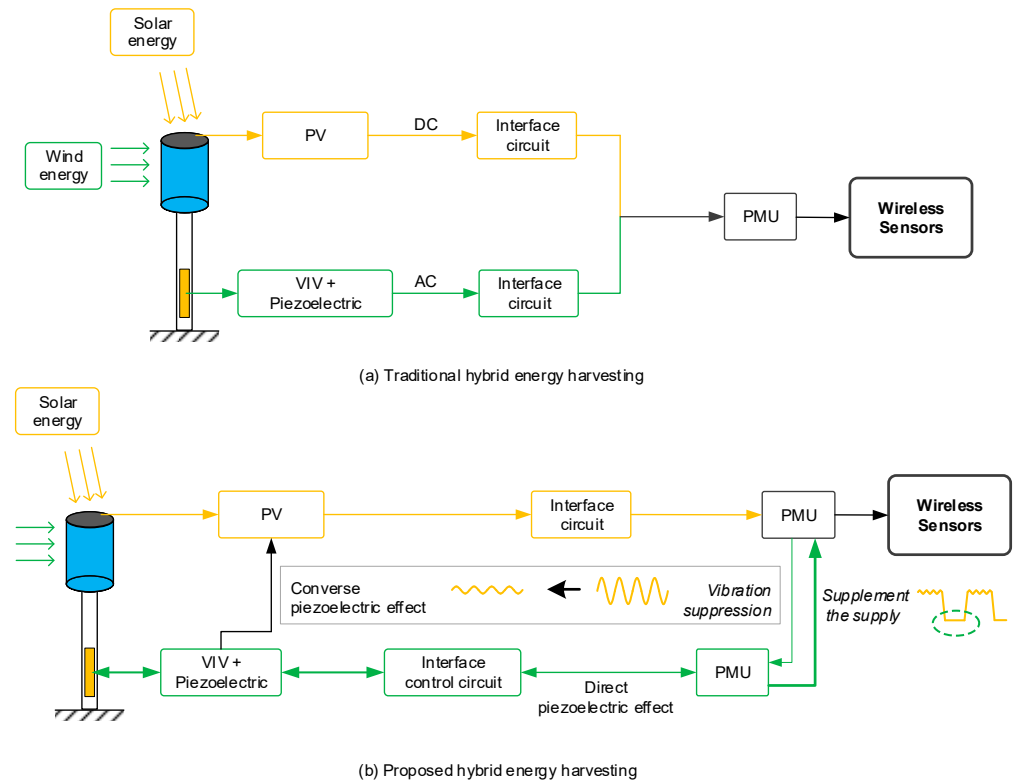 Solar
energy
Wind
energy
PV
DC
Interface
circuit
PMU
Wireless
Sensors
VIV +
Piezoelectric
AC
Interface
circuit
(a) Traditional hybrid energy harvesting
Solar
energy
PV
Interface
circuit
PMU
Wireless
Sensors
Converse
piezoelectric effect
Vibration
suppression
Supplement
the supply
VIV +
Piezoelectric
Interface
control circuit
Direct
piezoelectric effect
PMU
(b) Proposed hybrid energy harvesting